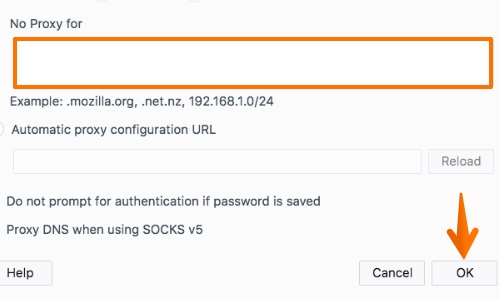 No Proxy for
Example: .mozilla.org, .net.nz, 192.168.1.0/24
Automatic proxy configuration URL
Reload
Do not prompt for authentication if password is saved
Proxy DNS when using SOCKS v5
Help Cancel OK